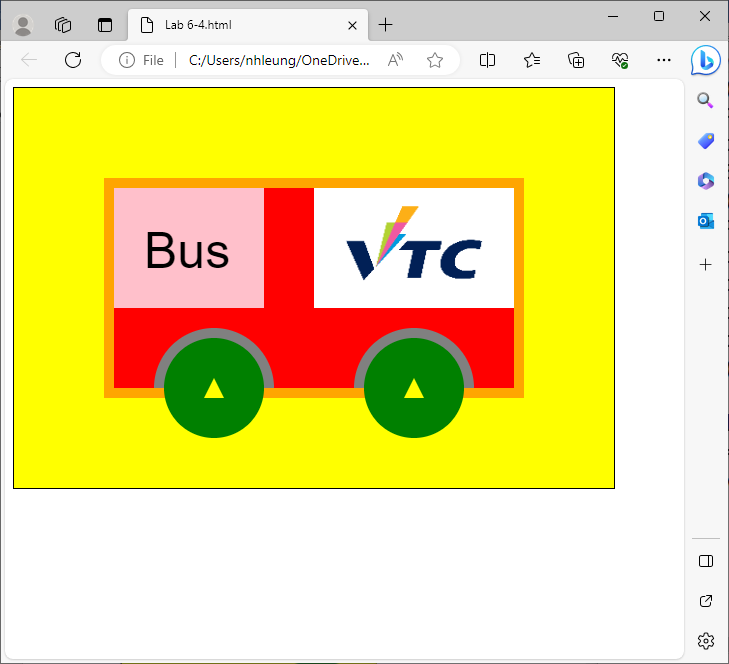 Lab 6-4.html
File | C:/Users/nhleung/OneDrive...
Bus
VTC